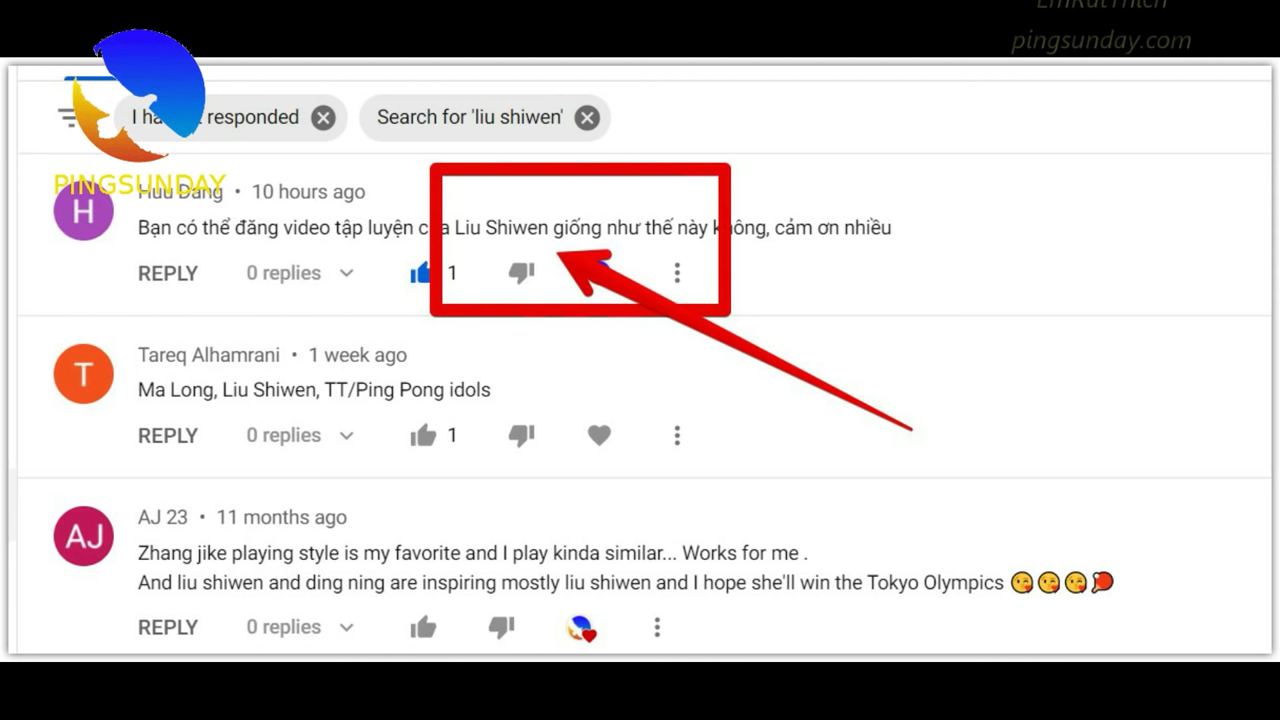 pingsunday.com
responded
Search for 'liu shiwen'
PINGSUNDAY
Huu Dang • 10 hours ago
H
Bạn có thể đăng video tập luyện của Liu Shiwen giống như thế này không, cảm ơn nhiều
REPLY 0 replies 1
T
Tareq Alhamrani • 1 week ago
Ma Long, Liu Shiwen, TT/Ping Pong idols
REPLY 0 replies 1
AJ
AJ 23 • 11 months ago
Zhang jike playing style is my favorite and I play kinda similar... Works for me .
And liu shiwen and ding ning are inspiring mostly liu shiwen and I hope she'll win the Tokyo Olympics 😘😘😘🏓
REPLY 0 replies